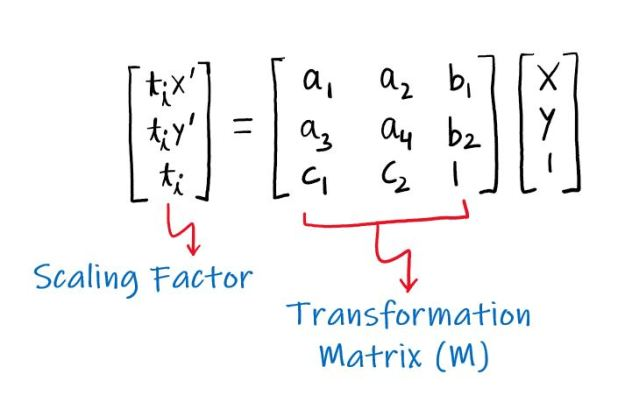 tᵢx' a₁ a₂ b₁ x
tᵢy' = a₃ a₄ b₂ y
tᵢ c₁ c₂ 1 1
Scaling Factor
Transformation
Matrix (M)